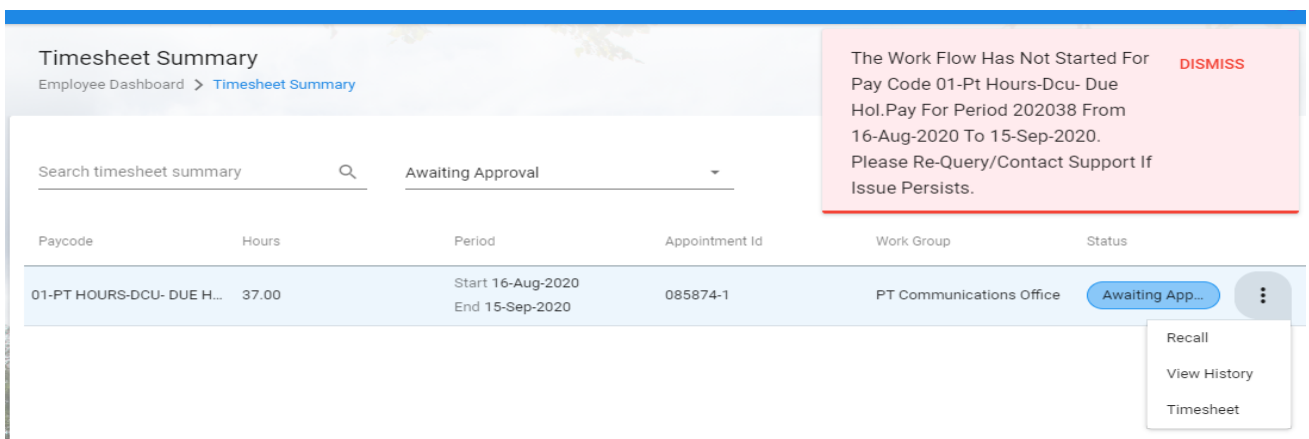 Timesheet Summary
Employee Dashboard > Timesheet Summary
The Work Flow Has Not Started For
Pay Code 01-Pt Hours-Dcu- Due
Hol.Pay For Period 202038 From
16-Aug-2020 To 15-Sep-2020.
Please Re-Query/Contact Support If
Issue Persists.
DISMISS
Search timesheet summary
Awaiting Approval
Paycode Hours Period Appointment Id Work Group Status
01-PT HOURS-DCU- DUE H... 37.00 Start 16-Aug-2020 085874-1 PT Communications Office Awaiting App...
End 15-Sep-2020
Recall
View History
Timesheet